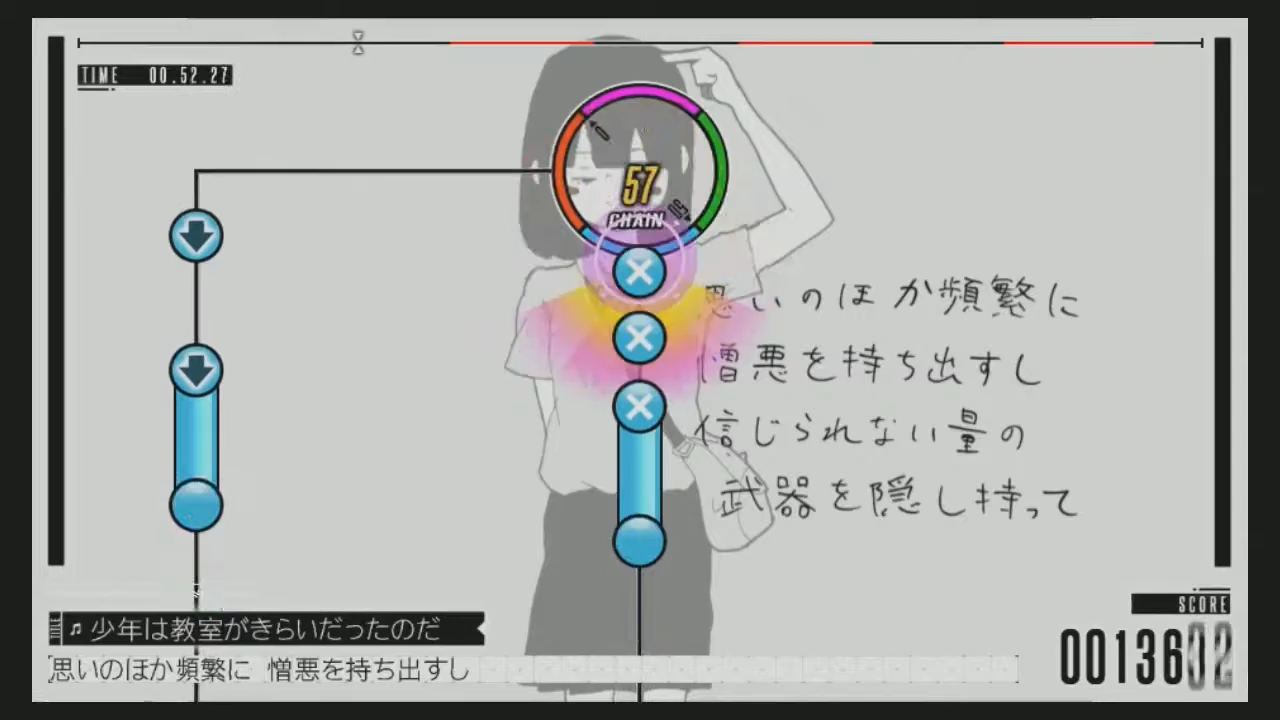 TIME 00.52.27
57
CHAIN
思いのほか頻繁に
憎悪を持ち出すし
信じられない量の
武器を隠し持って
TITLE ♬ 少年は教室がきらいだったのだ
思いのほか頻繁に 憎悪を持ち出すし
SCORE
00136